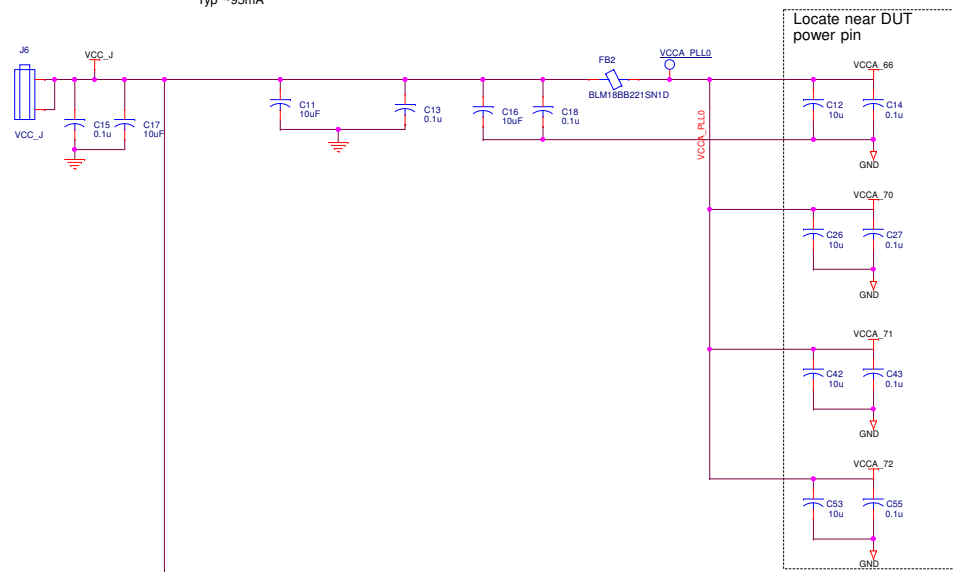 Typ ~95mA
Locate near DUT
power pin
J6
VCC_J
VCC_J
C15
0.1u
C17
10uF
C11
10uF
C13
0.1u
C16
10uF
C18
0.1u
FB2
BLM18BB221SN1D
VCCA_PLL0
VCCA_PLL0
VCCA_66
C12
10u
C14
0.1u
GND
VCCA_70
C26
10u
C27
0.1u
GND
VCCA_71
C42
10u
C43
0.1u
GND
VCCA_72
C53
10u
C55
0.1u
GND